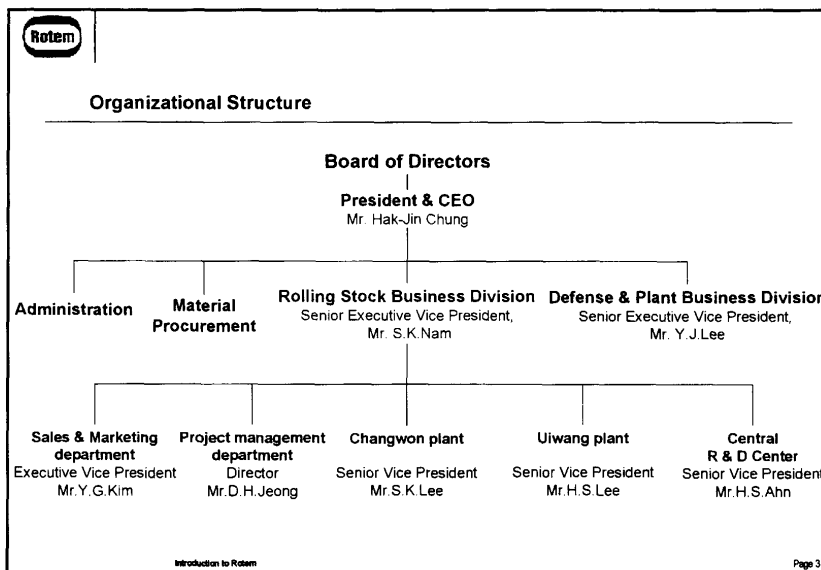 Rotem
Organizational Structure
Board of Directors
President & CEO
Mr. Hak-Jin Chung
Administration
Material
Procurement
Rolling Stock Business Division
Senior Executive Vice President,
Mr. S.K.Nam
Defense & Plant Business Division
Senior Executive Vice President,
Mr. Y.J.Lee
Sales & Marketing
department
Executive Vice President
Mr.Y.G.Kim
Project management
department
Director
Mr.D.H.Jeong
Changwon plant
Senior Vice President
Mr.S.K.Lee
Uiwang plant
Senior Vice President
Mr.H.S.Lee
Central
R & D Center
Senior Vice President
Mr.H.S.Ahn
Introduction to Rotem
Page 3